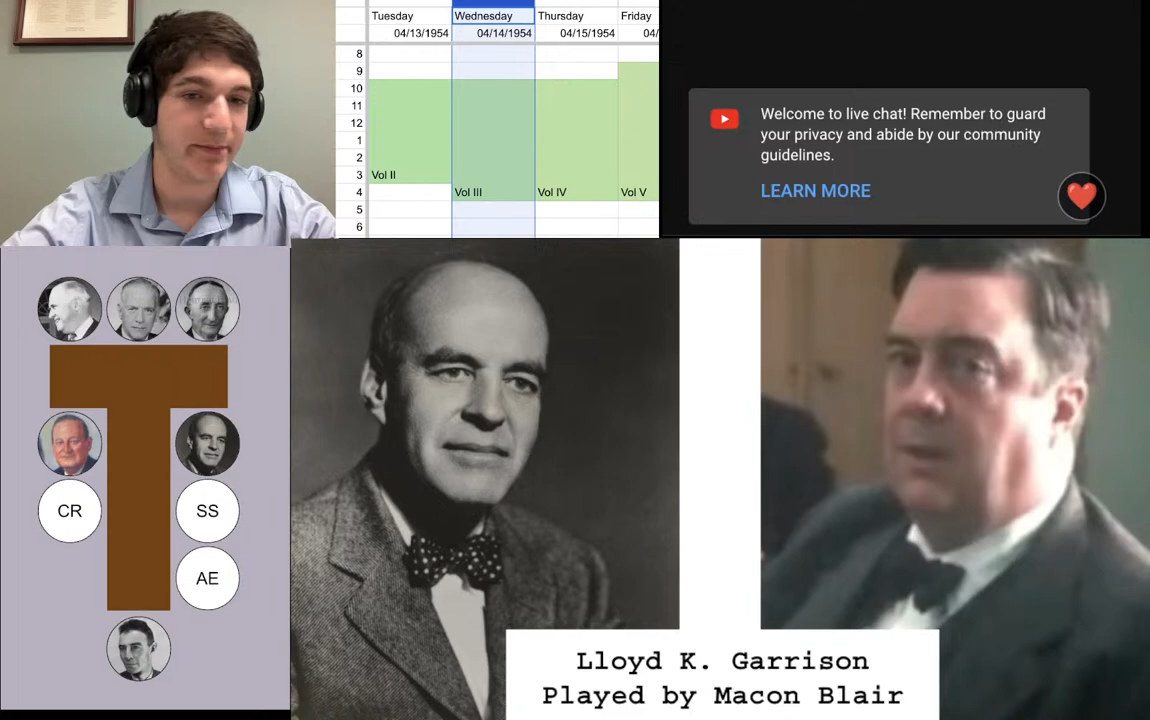 Tuesday Wednesday Thursday Friday
04/13/1954 04/14/1954 04/15/1954 04/
8
9
10
11
12
1
2
3 Vol II
4 Vol III Vol IV Vol V
5
6
Welcome to live chat! Remember to guard
your privacy and abide by our community
guidelines.
LEARN MORE
CR
SS
AE
Lloyd K. Garrison
Played by Macon Blair